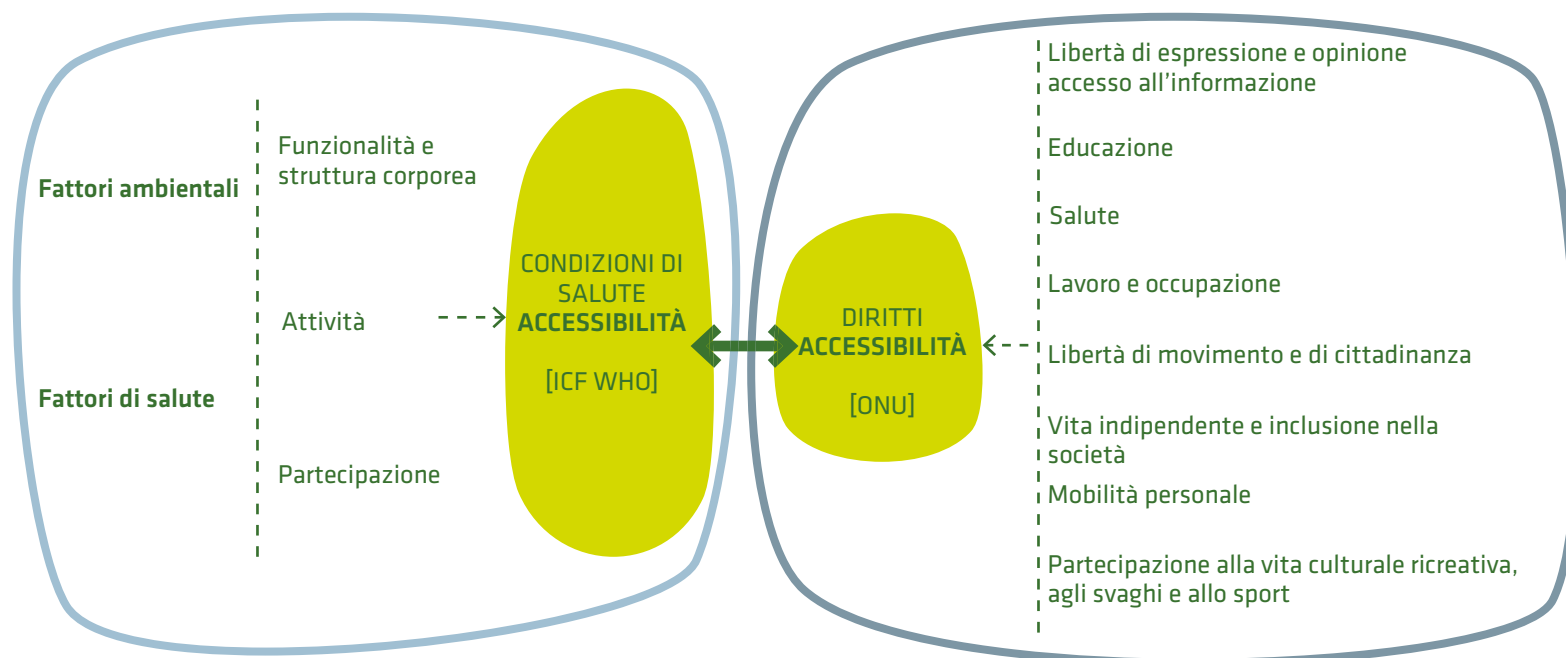 Fattori ambientali
Fattori di salute
Funzionalità e
struttura corporea
Attività
Partecipazione
CONDIZIONI DI
SALUTE
ACCESSIBILITÀ
[ICF WHO]
DIRITTI
ACCESSIBILITÀ
[ONU]
Libertà di espressione e opinione
accesso all'informazione
Educazione
Salute
Lavoro e occupazione
Libertà di movimento e di cittadinanza
Vita indipendente e inclusione nella
società
Mobilità personale
Partecipazione alla vita culturale ricreativa,
agli svaghi e allo sport